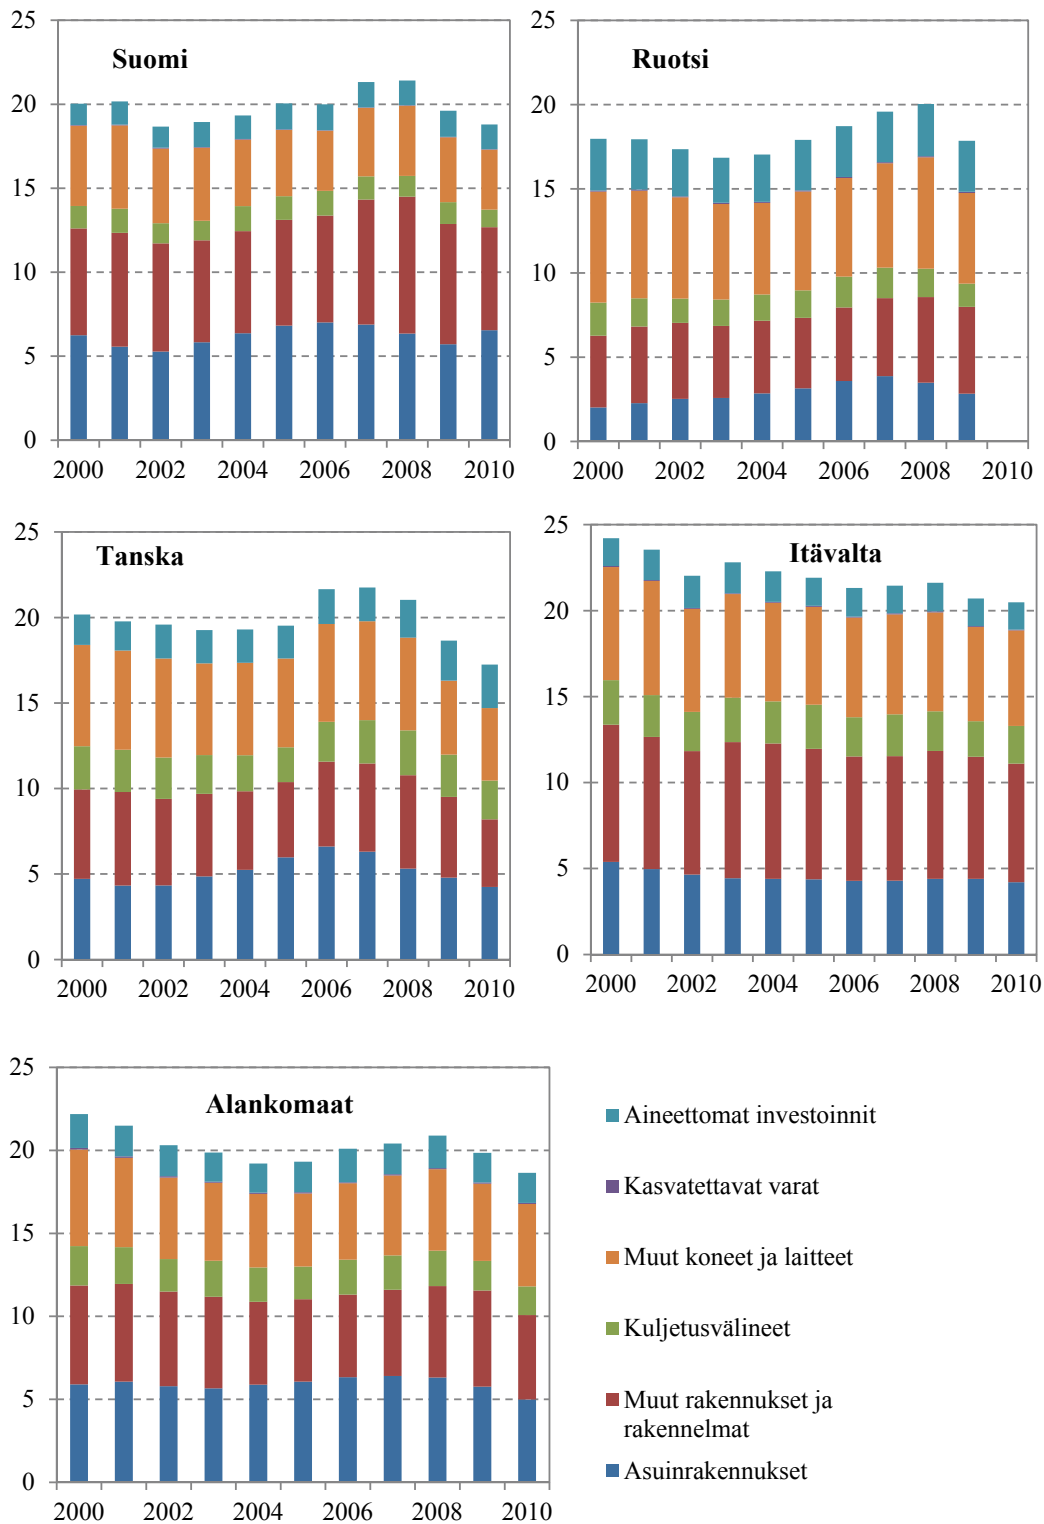 Suomi
25
20
15
10
5
0
2000 2002 2004 2006 2008 2010
Ruotsi
25
20
15
10
5
0
2000 2002 2004 2006 2008 2010
Tanska
25
20
15
10
5
0
2000 2002 2004 2006 2008 2010
Itävalta
25
20
15
10
5
0
2000 2002 2004 2006 2008 2010
Alankomaat
25
20
15
10
5
0
2000 2002 2004 2006 2008 2010
Aineettomat investoinnit
Kasvatettavat varat
Muut koneet ja laitteet
Kuljetusvälineet
Muut rakennukset ja
rakennelmat
Asuinrakennukset